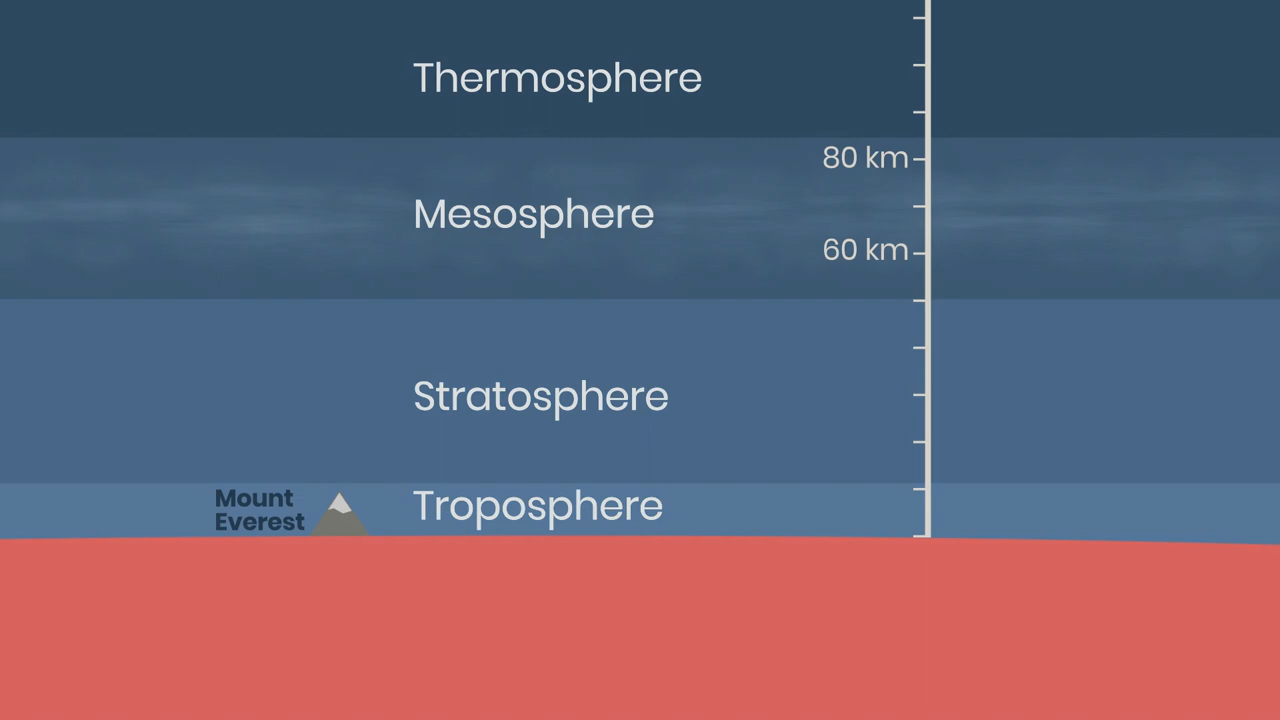 Thermosphere
80 km
Mesosphere
60 km
Stratosphere
Mount
Everest
Troposphere